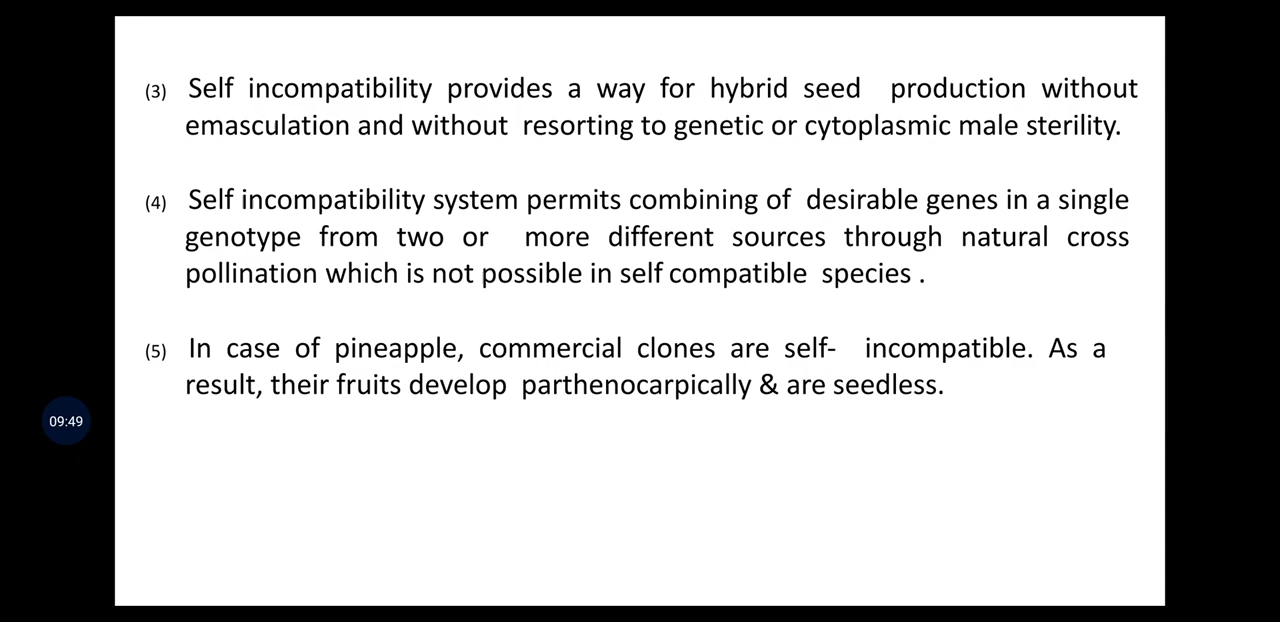 (3) Self incompatibility provides a way for hybrid seed production without
emasculation and without resorting to genetic or cytoplasmic male sterility.
(4) Self incompatibility system permits combining of desirable genes in a single
genotype from two or more different sources through natural cross
pollination which is not possible in self compatible species .
(5) In case of pineapple, commercial clones are self- incompatible. As a
result, their fruits develop parthenocarpically & are seedless.
09:49